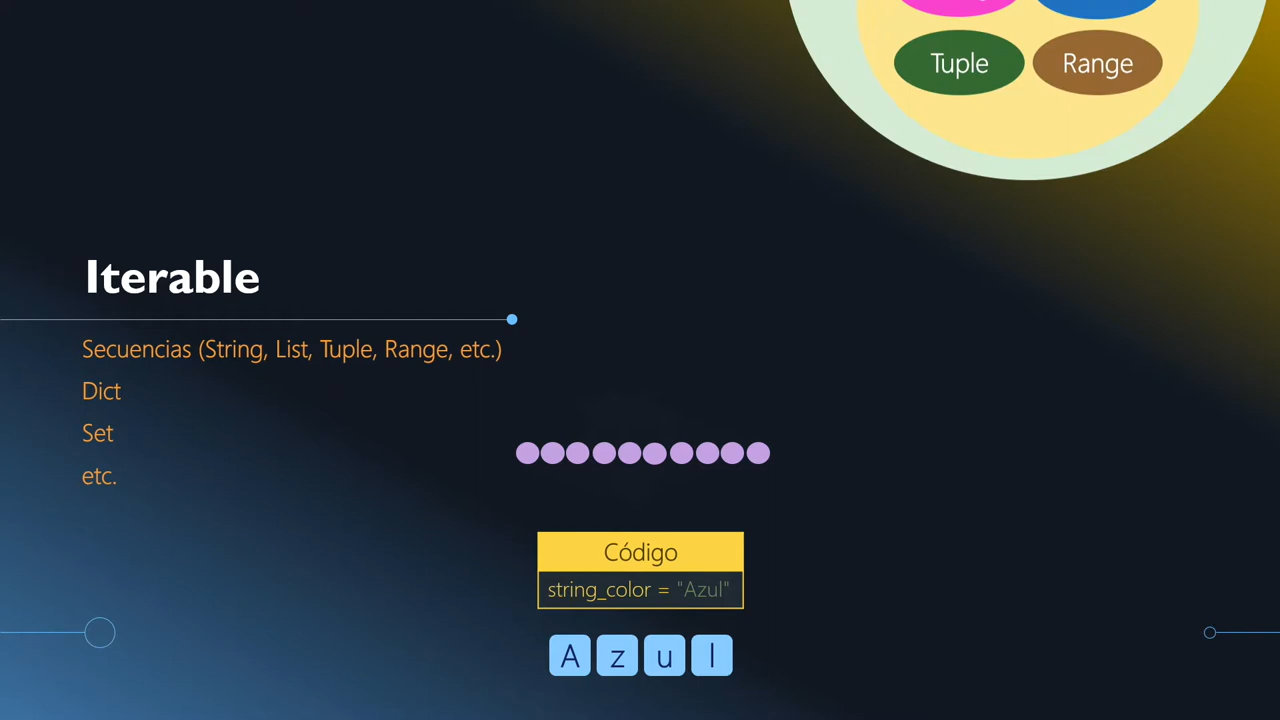 Tuple
Range
Iterable
Secuencias (String, List, Tuple, Range, etc.)
Dict
Set
etc.
Código
string_color = "Azul"
A z u l